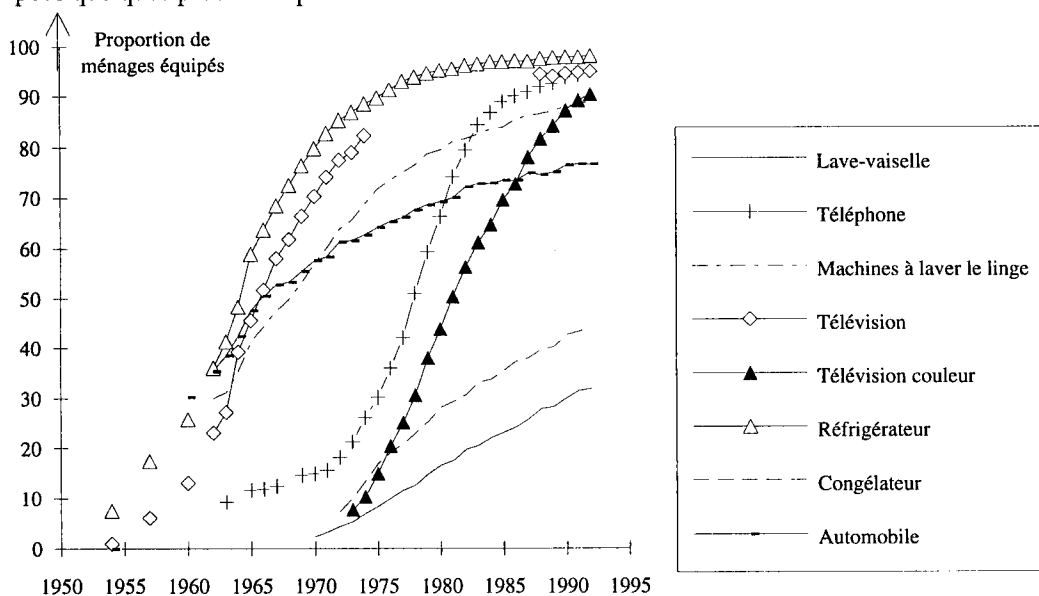 Proportion de
ménages équipés
100
90
80
70
60
50
40
30
20
10
0
1950 1955 1960 1965 1970 1975 1980 1985 1990 1995
Lave-vaiselle
Téléphone
Machines à laver le linge
Télévision
Télévision couleur
Réfrigérateur
Congélateur
Automobile